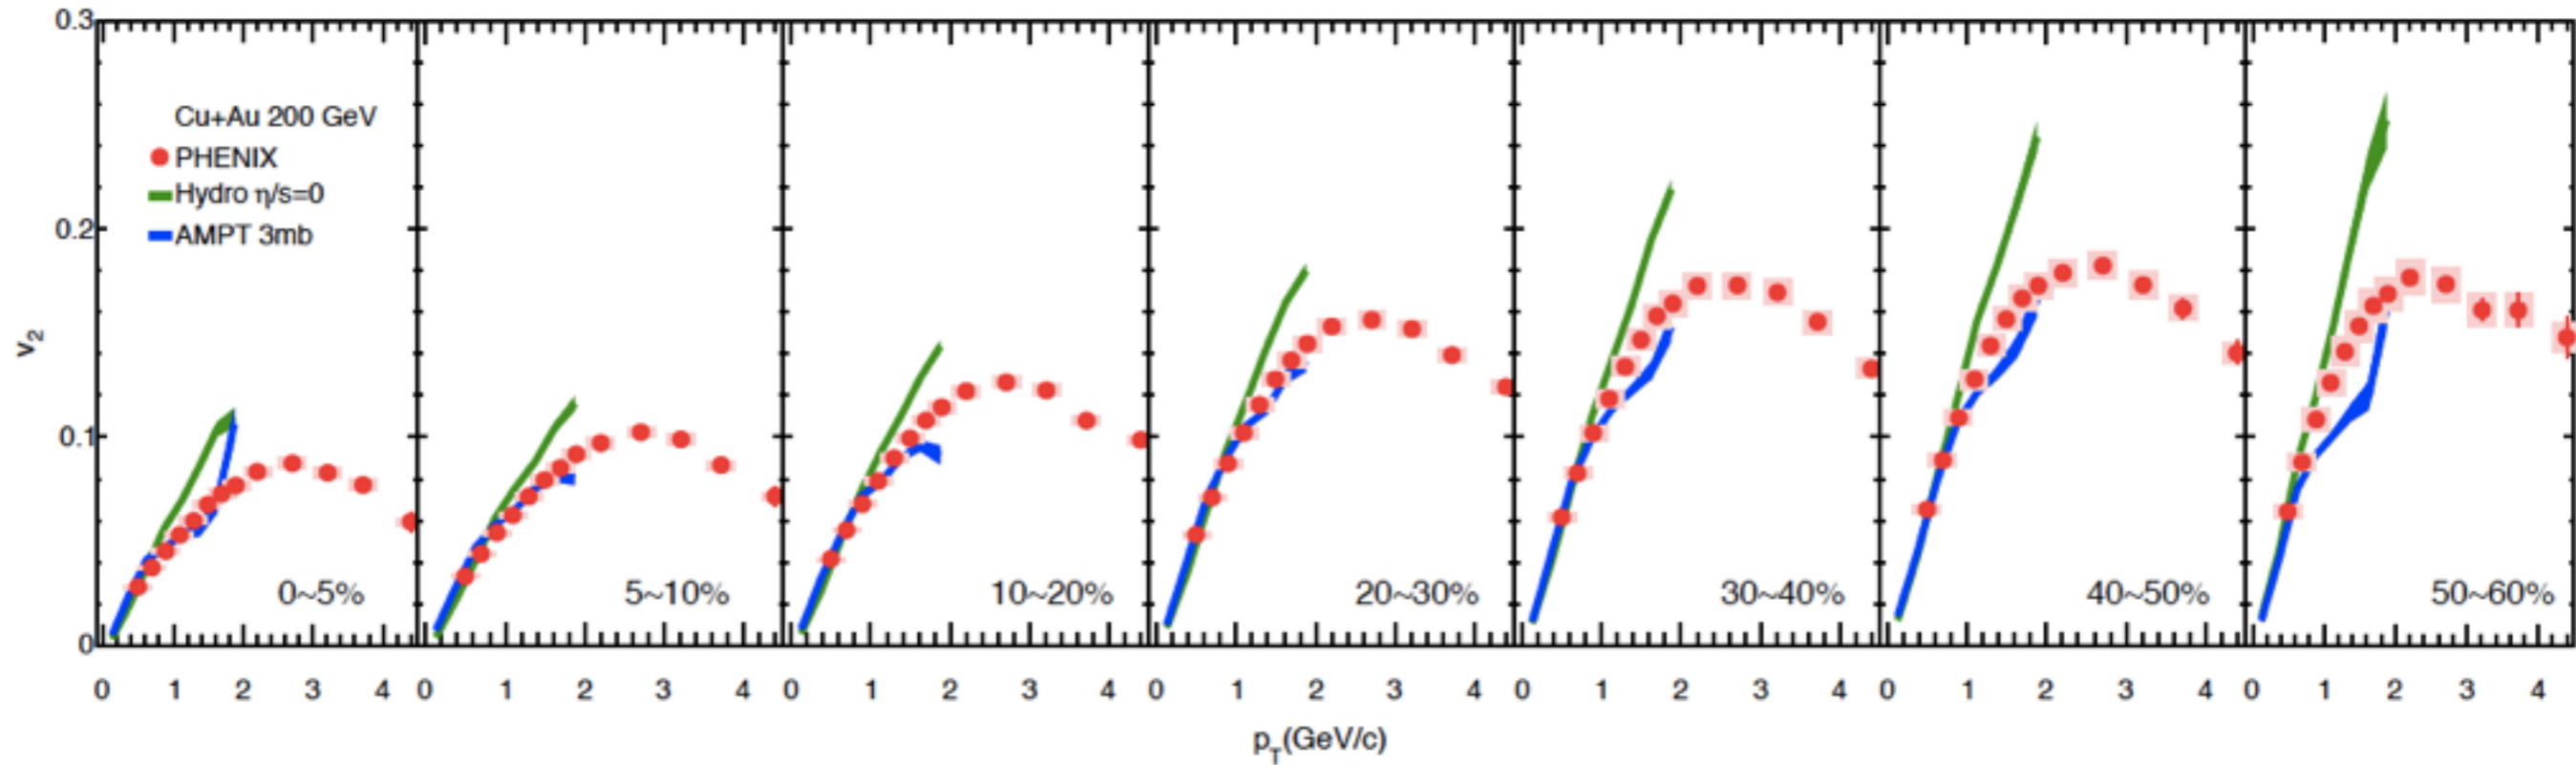 0.3
Cu+Au 200 GeV
PHENIX
Hydro η/s=0
0.2
AMPT 3mb
v2
0.1
0~5% 5~10% 10~20% 20~30% 30~40% 40~50% 50~60%
0
0 1 2 3 4 0 1 2 3 4 0 1 2 3 4 0 1 2 3 4 0 1 2 3 4 0 1 2 3 4 0 1 2 3 4
pT(GeV/c)